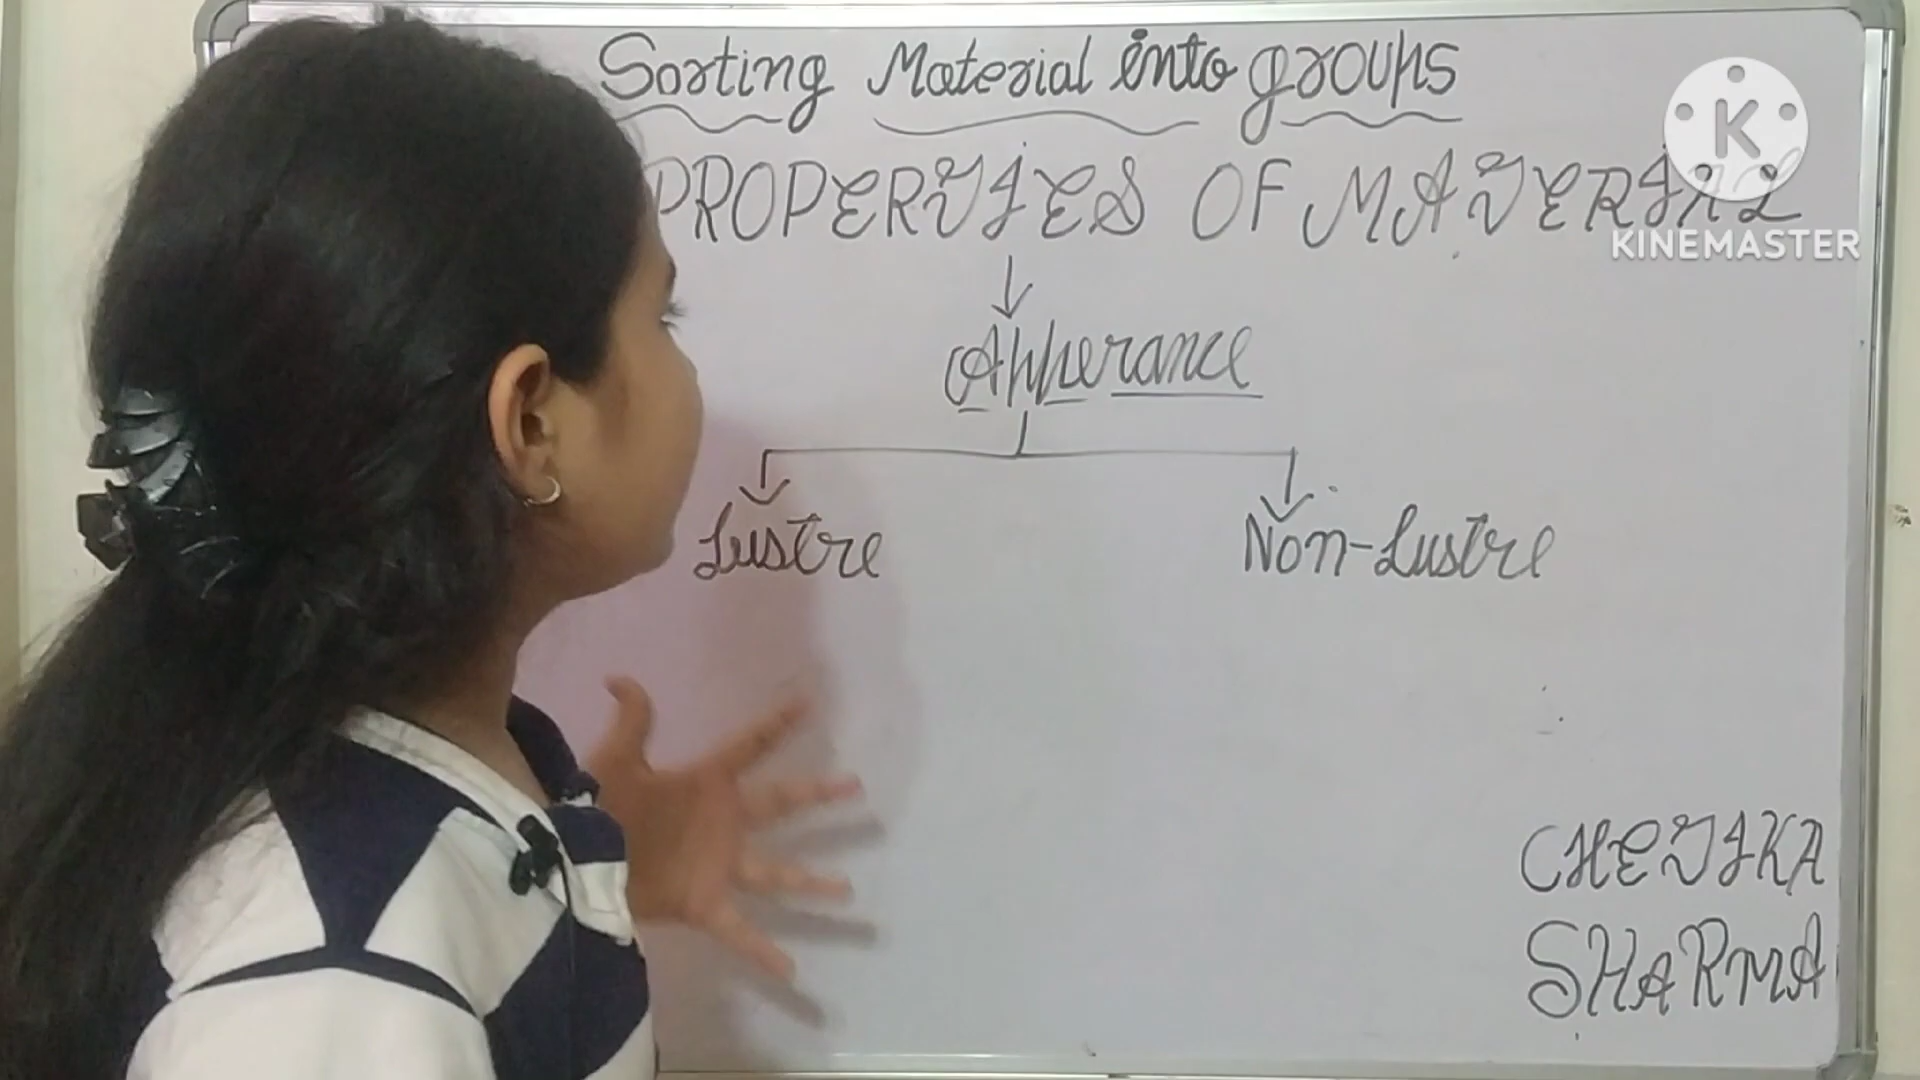 Sorting Material into groups
PROPERTIES OF MATERIAL
Apperance
Lustre
Non-Lustre
CHETIKA
SHARMA
K
KINEMASTER